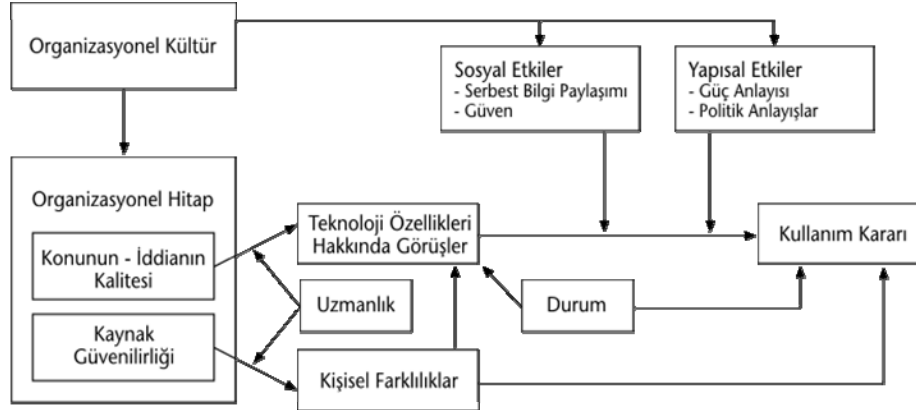 Organizasyonel Kültür
Sosyal Etkiler
- Serbest Bilgi Paylaşımı
- Güven
Yapısal Etkiler
- Güç Anlayısı
- Politik Anlayışlar
Organizasyonel Hitap
Konunun - İddianın
Kalitesi
Kaynak
Güvenilirliği
Teknoloji Özellikleri
Hakkında Görüşler
Uzmanlık
Kişisel Farklılıklar
Durum
Kullanım Kararı